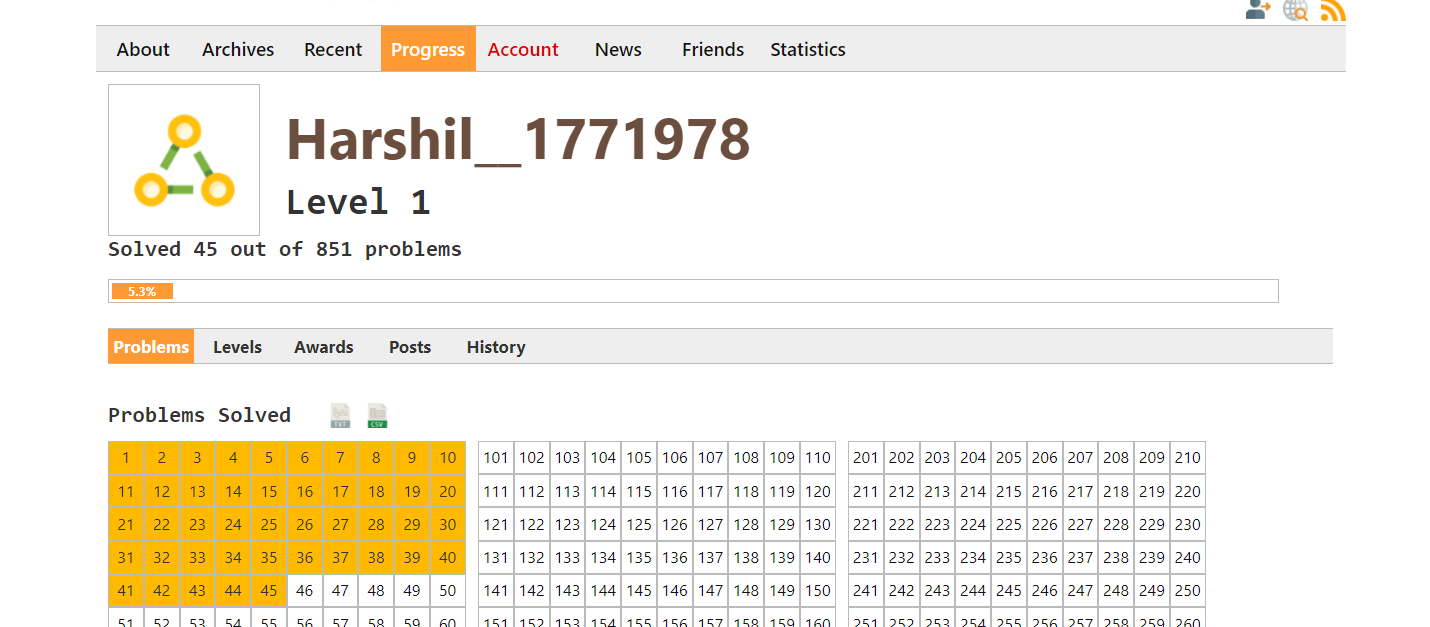 About Archives Recent Progress Account News Friends Statistics
Harshil__1771978
Level 1
Solved 45 out of 851 problems
5.3%
Problems Levels Awards Posts History
Problems Solved TXT CSV
1 2 3 4 5 6 7 8 9 10 101 102 103 104 105 106 107 108 109 110 201 202 203 204 205 206 207 208 209 210
11 12 13 14 15 16 17 18 19 20 111 112 113 114 115 116 117 118 119 120 211 212 213 214 215 216 217 218 219 220
21 22 23 24 25 26 27 28 29 30 121 122 123 124 125 126 127 128 129 130 221 222 223 224 225 226 227 228 229 230
31 32 33 34 35 36 37 38 39 40 131 132 133 134 135 136 137 138 139 140 231 232 233 234 235 236 237 238 239 240
41 42 43 44 45 46 47 48 49 50 141 142 143 144 145 146 147 148 149 150 241 242 243 244 245 246 247 248 249 250
51 52 53 54 55 56 57 58 59 60 151 152 153 154 155 156 157 158 159 160 251 252 253 254 255 256 257 258 259 260